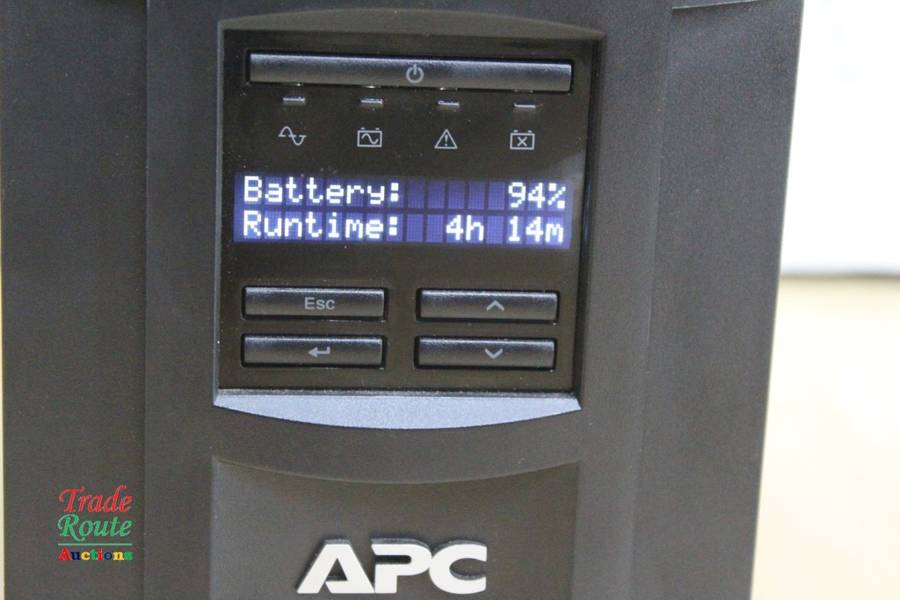 Battery: 94%
Runtime: 4h 14m
Esc
APC
Trade
Route
Auctions